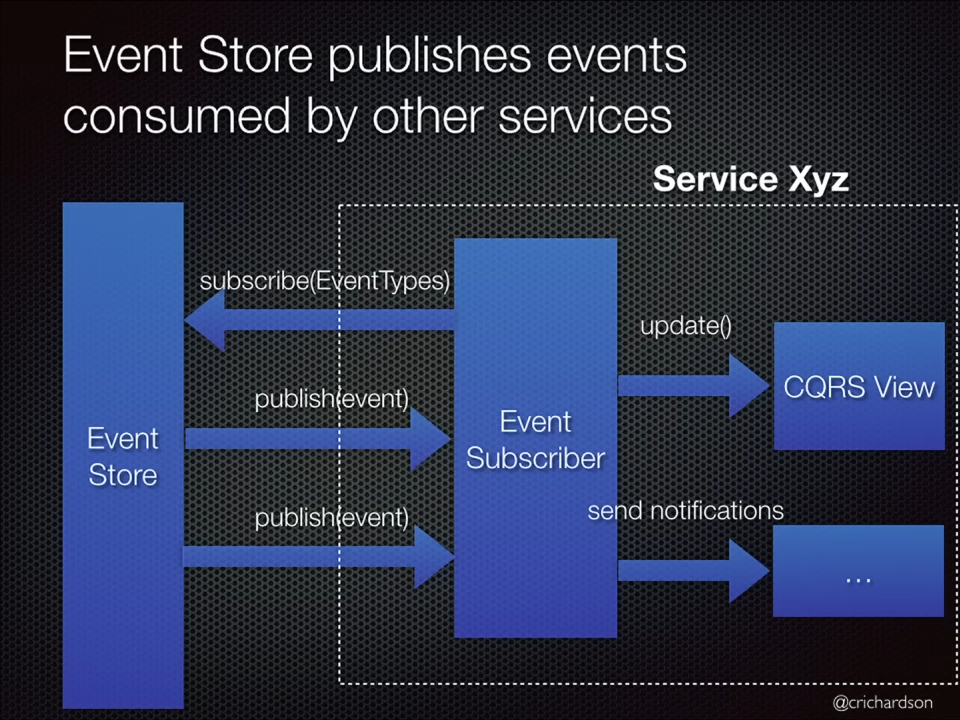 Event Store publishes events
consumed by other services
Service Xyz
subscribe(EventTypes)
update()
CQRS View
publish(event)
Event
Subscriber
Event
Store
publish(event)
send notifications
...
@crichardson